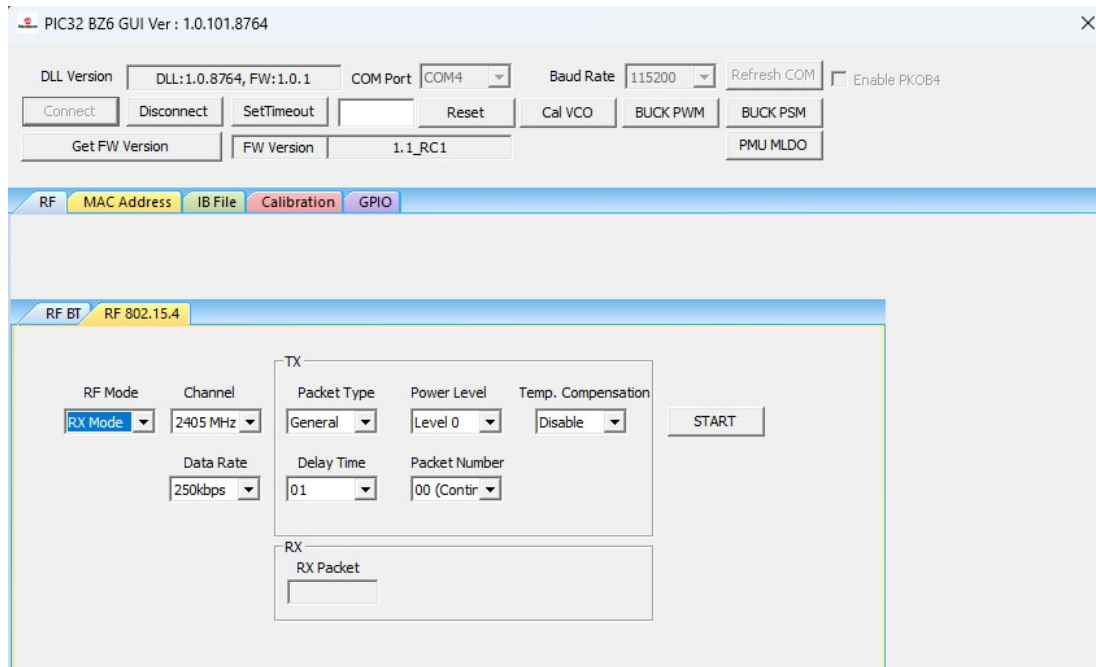 PIC32 BZ6 GUI Ver : 1.0.101.8764
DLL Version DLL:1.0.8764, FW:1.0.1 COM Port COM4 Baud Rate 115200 Refresh COM Enable PKOB4
Connect Disconnect SetTimeout Reset Cal VCO BUCK PWM BUCK PSM
Get FW Version FW Version 1.1_RC1 PMU MLDO
RF MAC Address IB File Calibration GPIO
RF BT RF 802.15.4
TX
RF Mode Channel Packet Type Power Level Temp. Compensation
RX Mode 2405 MHz General Level 0 Disable START
Data Rate Delay Time Packet Number
250kbps 01 00 (Contir
RX
RX Packet